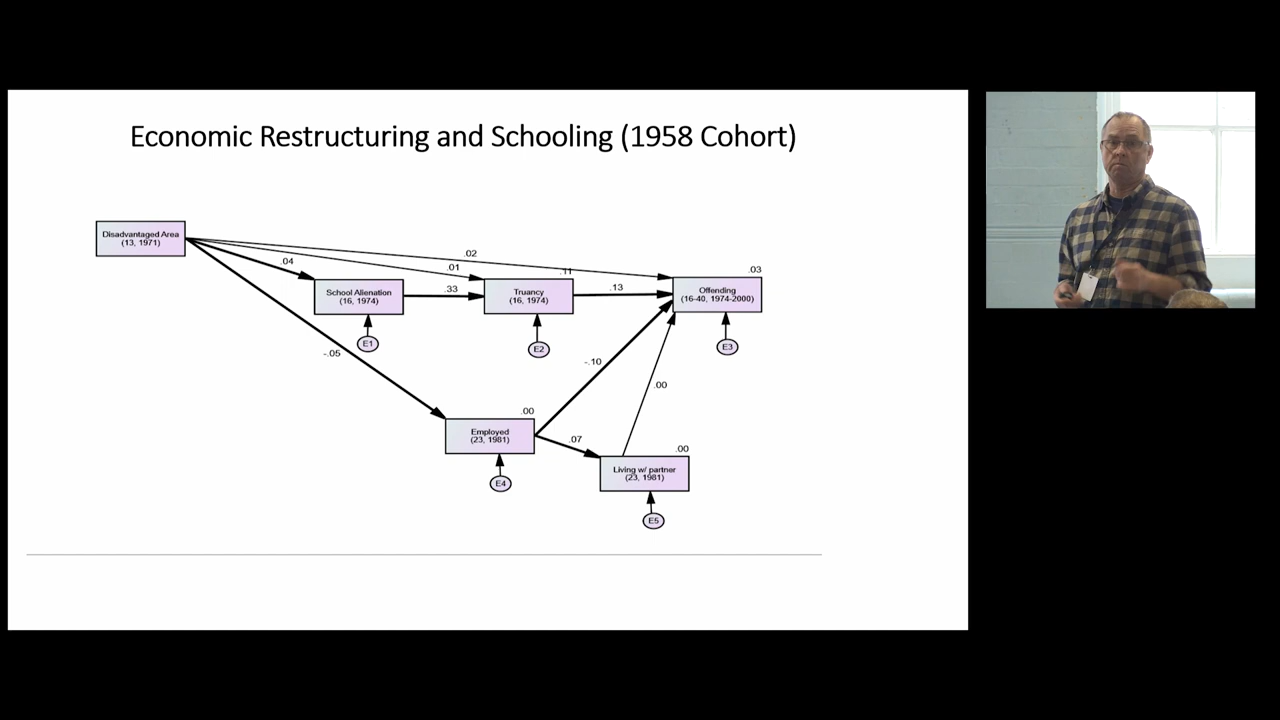 Economic Restructuring and Schooling (1958 Cohort)
Disadvantaged Area
(13, 1971)
.02
.01
.04
.11
.03
School Alienation
(16, 1974)
.33
Truancy
(16, 1974)
.13
Offending
(16-40, 1974-2000)
E1
E2
E3
-.05
-.10
.00
.00
Employed
(23, 1981)
.07
.00
Living w/ partner
(23, 1981)
E4
E5